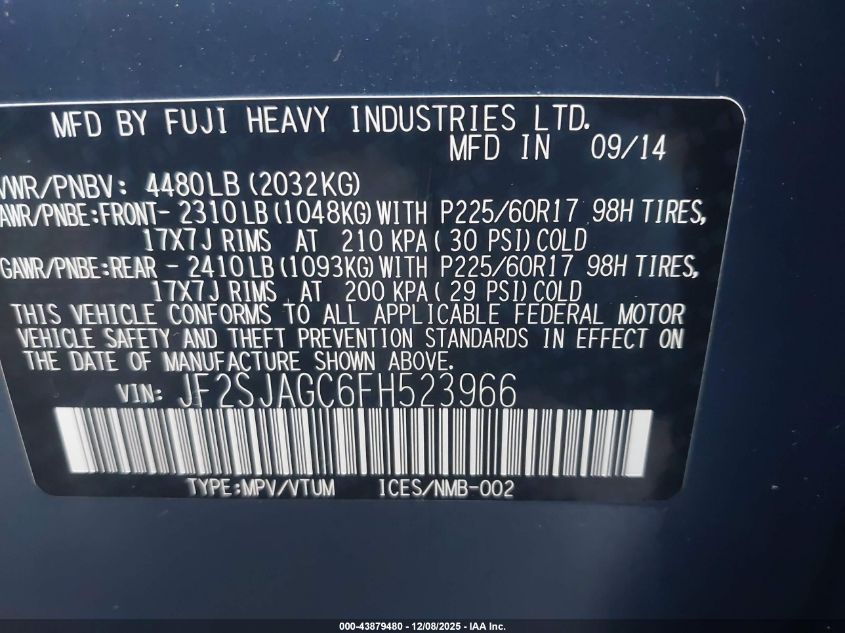 MFD BY FUJI HEAVY INDUSTRIES LTD.
MFD IN 09/14
VWR/PNBV: 4480LB (2032KG)
AWR/PNBE:FRONT- 2310LB (1048KG) WITH P225/60R17 98H TIRES,
17X7J RIMS AT 210 KPA ( 30 PSI) COLD
GAWR/PNBE:REAR - 2410LB (1093KG) WITH P225/60R17 98H TIRES,
17X7J RIMS AT 200 KPA ( 29 PSI) COLD
THIS VEHICLE CONFORMS TO ALL APPLICABLE FEDERAL MOTOR
VEHICLE SAFETY AND THEFT PREVENTION STANDARDS IN EFFECT ON
THE DATE OF MANUFACTURE SHOWN ABOVE.
VIN: JF2SJAGC6FH523966
TYPE:MPV/VTUM ICES/NMB-002
000-43879480 - 12/08/2025 - IAA Inc.